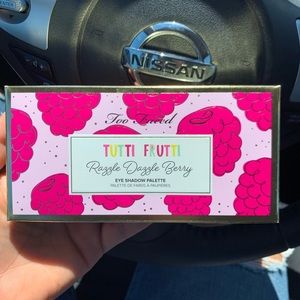 NISSAN
Too Faced
TUTTI FRUTTI
Razzle Dazzle Berry
EYE SHADOW PALETTE
PALETTE DE FARDS À PAUPIÈRES